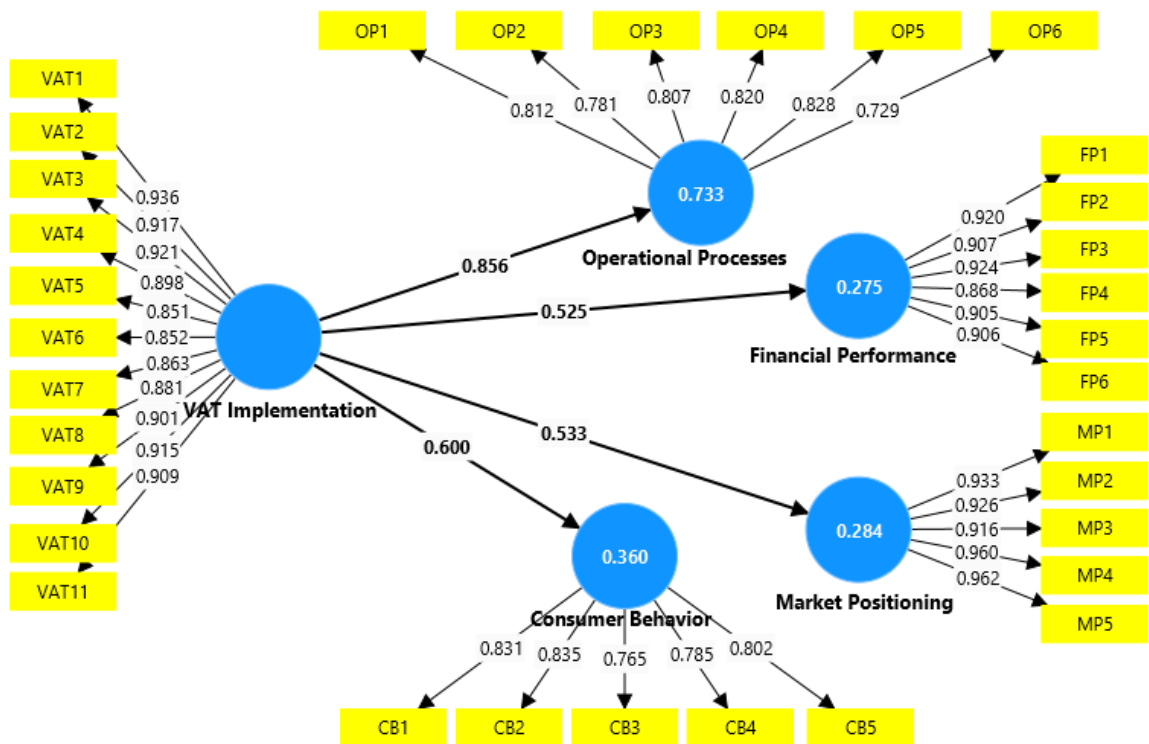 OP1 OP2 OP3 OP4 OP5 OP6
0.812 0.781 0.807 0.820 0.828 0.729
VAT1
VAT2
VAT3
VAT4
VAT5
VAT6
VAT7
VAT8
VAT9
VAT10
VAT11
0.936
0.917
0.921
0.898
0.851
0.852
0.863
0.881
0.901
0.915
0.909
VAT Implementation
0.856
0.525
0.533
0.600
0.733
Operational Processes
0.275
Financial Performance
0.920
0.907
0.924
0.868
0.905
0.906
FP1
FP2
FP3
FP4
FP5
FP6
0.284
Market Positioning
0.933
0.926
0.916
0.960
0.962
MP1
MP2
MP3
MP4
MP5
0.360
Consumer Behavior
0.831 0.835 0.765 0.785 0.802
CB1 CB2 CB3 CB4 CB5